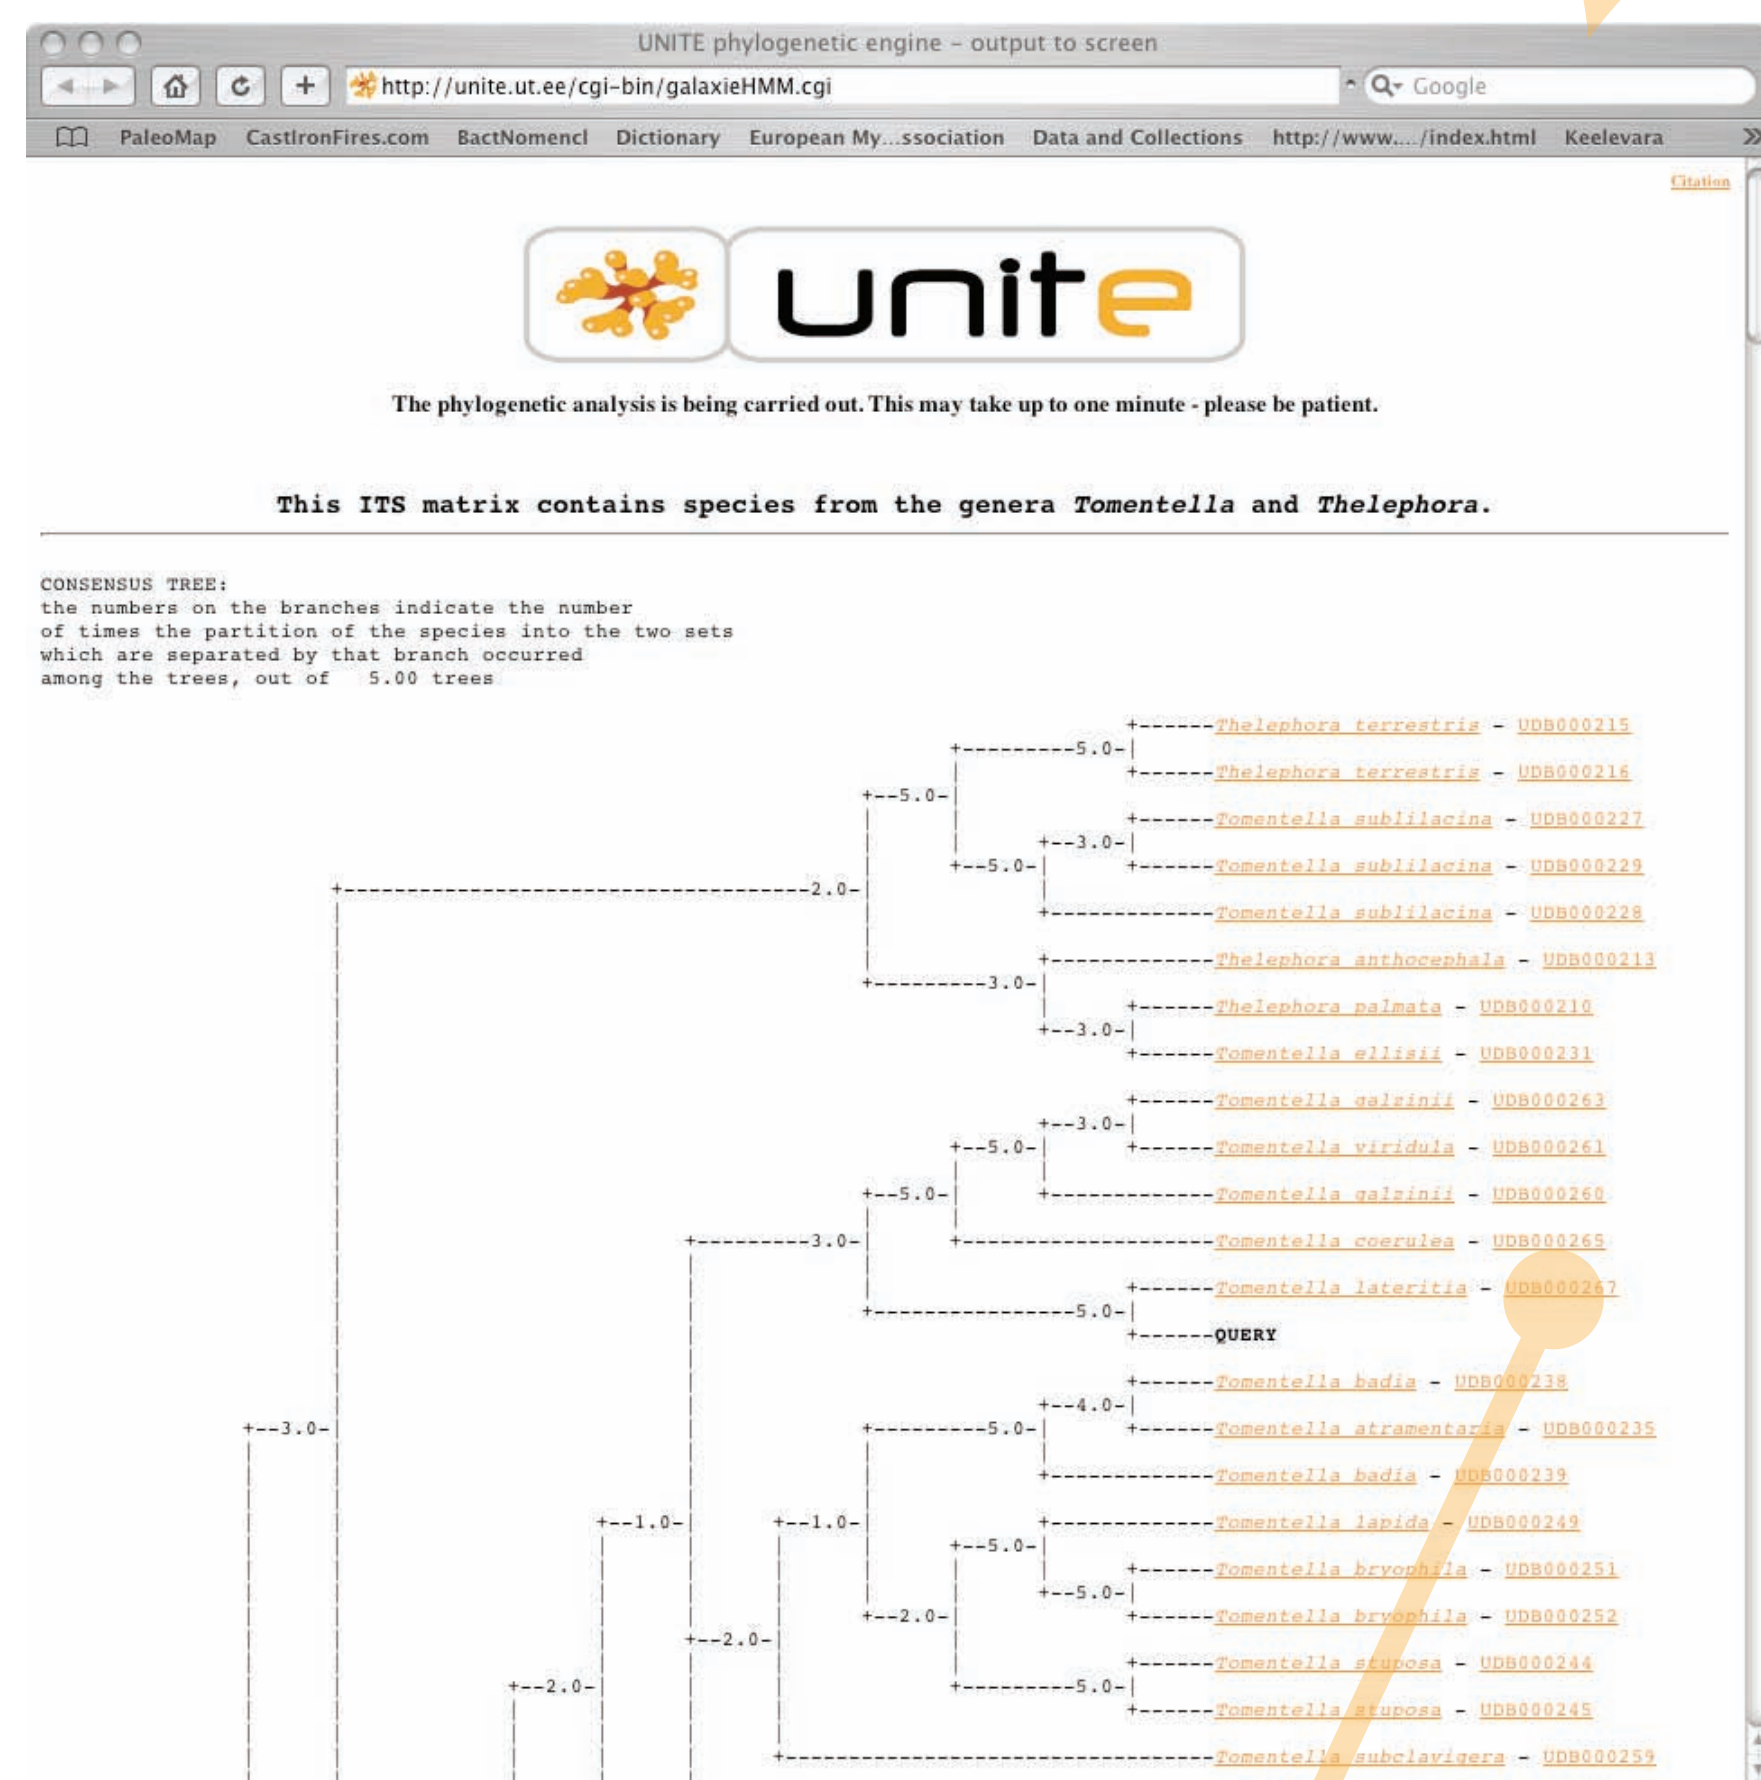 UNITE phylogenetic engine – output to screen
http://unite.ut.ee/cgi-bin/galaxieHMM.cgi
Google
PaleoMap CastIronFires.com BactNomencl Dictionary European My...ssociation Data and Collections http://www..../index.html Keelevara
Citation
unite
The phylogenetic analysis is being carried out. This may take up to one minute - please be patient.
This ITS matrix contains species from the genera Tomentella and Thelephora.
CONSENSUS TREE:
the numbers on the branches indicate the number
of times the partition of the species into the two sets
which are separated by that branch occurred
among the trees, out of 5.00 trees
+------Thelephora terrestris - UDB000215
+---------5.0-|
+------Thelephora terrestris - UDB000216
+--5.0-|
+------Tomentella sublilacina - UDB000227
+--3.0-|
+--5.0-| +------Tomentella sublilacina - UDB000229
+-------------------------------------2.0-|
+-------------Tomentella sublilacina - UDB000228
+-------------Thelephora anthocephala - UDB000213
+---------3.0-|
+------Thelephora palmata - UDB000210
+--3.0-|
+------Tomentella ellisii - UDB000231
+------Tomentella galzinii - UDB000263
+--3.0-|
+--5.0-| +------Tomentella viridula - UDB000261
+--5.0-| +-------------Tomentella galzinii - UDB000260
+---------3.0-| +--------------------Tomentella coerulea - UDB000265
+------Tomentella lateritia - UDB000267
+----------------5.0-|
+------QUERY
+------Tomentella badia - UDB000238
+--4.0-|
+--3.0-| +---------5.0-| +------Tomentella atramentaria - UDB000235
+-------------Tomentella badia - UDB000239
+--1.0-| +--1.0-| +-------------Tomentella lapida - UDB000249
+--5.0-|
+------Tomentella bryophila - UDB000251
+--5.0-|
+--2.0-| +------Tomentella bryophila - UDB000252
+--2.0-|
+------Tomentella stuposa - UDB000244
+--2.0-| +---------5.0-|
+------Tomentella stuposa - UDB000245
+----------------------------------Tomentella subclavigera - UDB000259